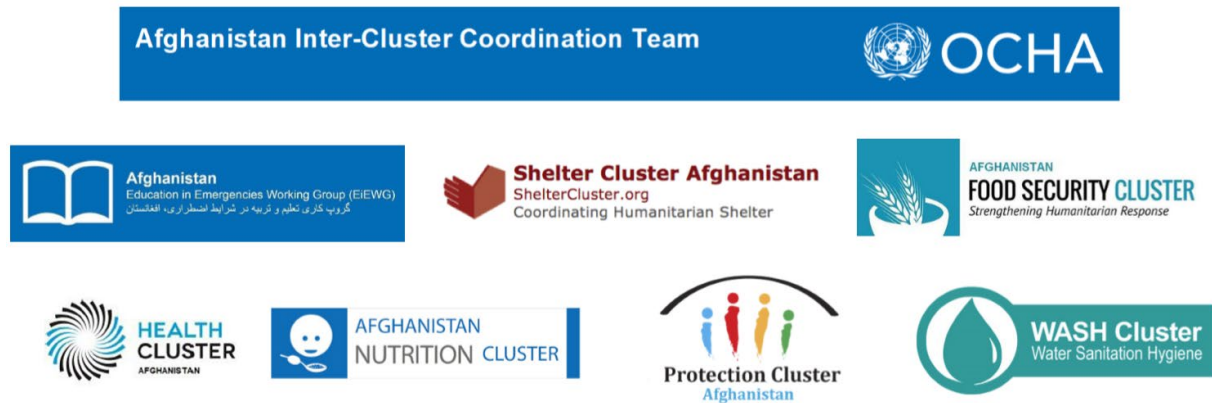 Afghanistan Inter-Cluster Coordination Team
OCHA
Afghanistan
Education in Emergencies Working Group (EiEWG)
گروپ کاری تعلیم و تربیه در شرایط اضطراری، افغانستان
Shelter Cluster Afghanistan
ShelterCluster.org
Coordinating Humanitarian Shelter
AFGHANISTAN
FOOD SECURITY CLUSTER
Strengthening Humanitarian Response
HEALTH
CLUSTER
AFGHANISTAN
AFGHANISTAN
NUTRITION CLUSTER
Protection Cluster
Afghanistan
WASH Cluster
Water Sanitation Hygiene